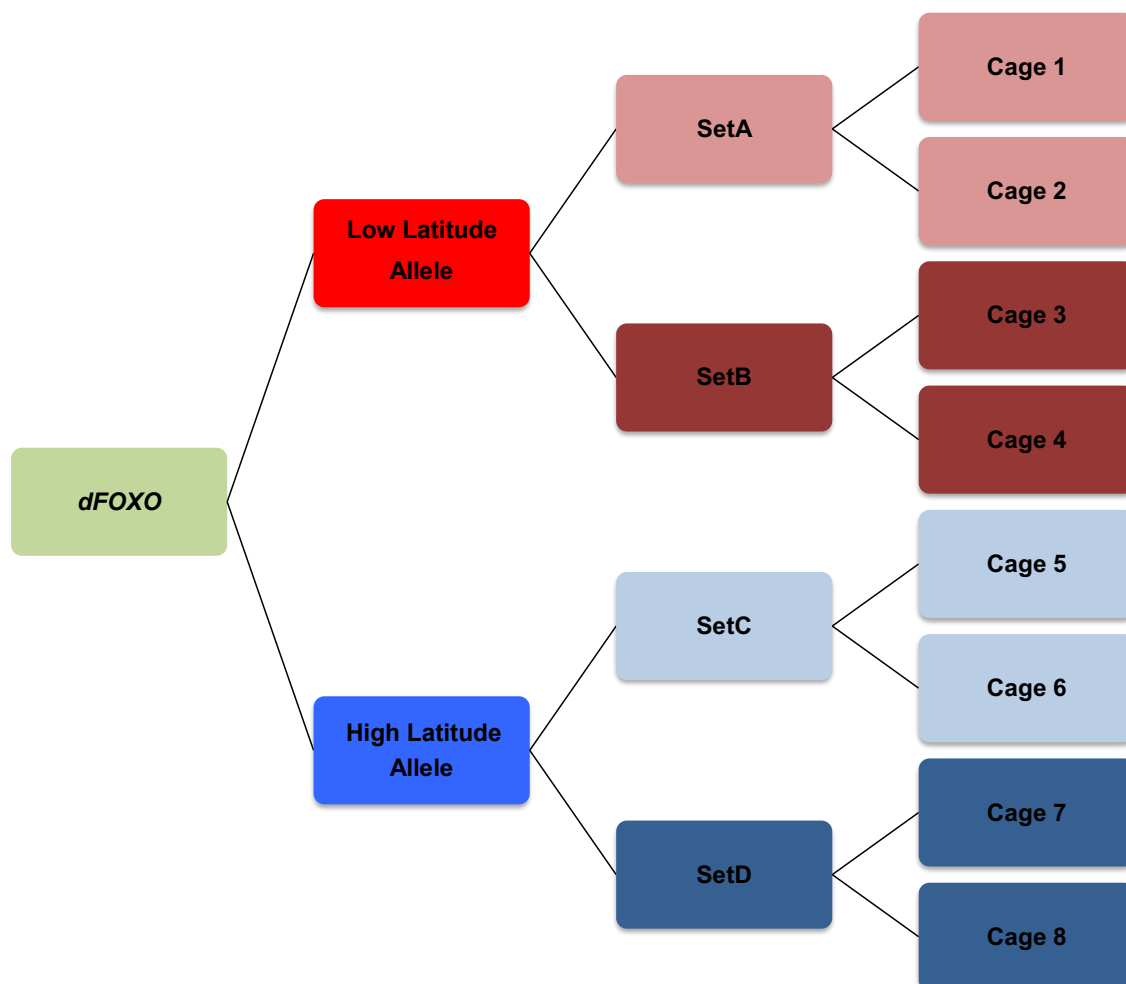 dFOXO
Low Latitude
Allele
High Latitude
Allele
SetA
SetB
SetC
SetD
Cage 1
Cage 2
Cage 3
Cage 4
Cage 5
Cage 6
Cage 7
Cage 8